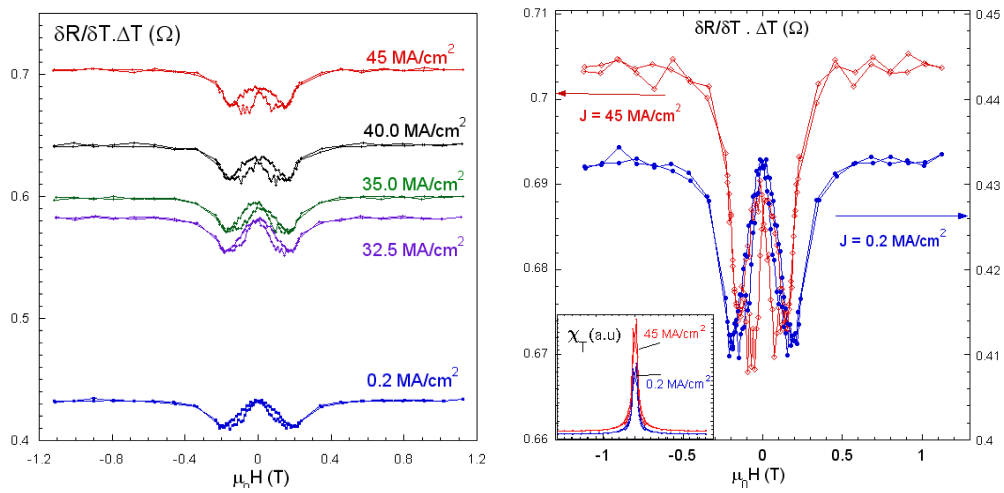 δR/δT.ΔT (Ω)
45 MA/cm²
40.0 MA/cm²
35.0 MA/cm²
32.5 MA/cm²
0.2 MA/cm²
0.7
0.6
0.5
0.4
-1.2 -0.8 -0.4 0 0.4 0.8 1.2
μ₀H (T)
δR/δT . ΔT (Ω)
0.71
0.7
0.69
0.68
0.67
0.66
0.45
0.44
0.43
0.42
0.41
0.4
J = 45 MA/cm²
J = 0.2 MA/cm²
χ_T (a.u)
45 MA/cm²
0.2 MA/cm²
-1 -0.5 0 0.5 1
μ₀H (T)